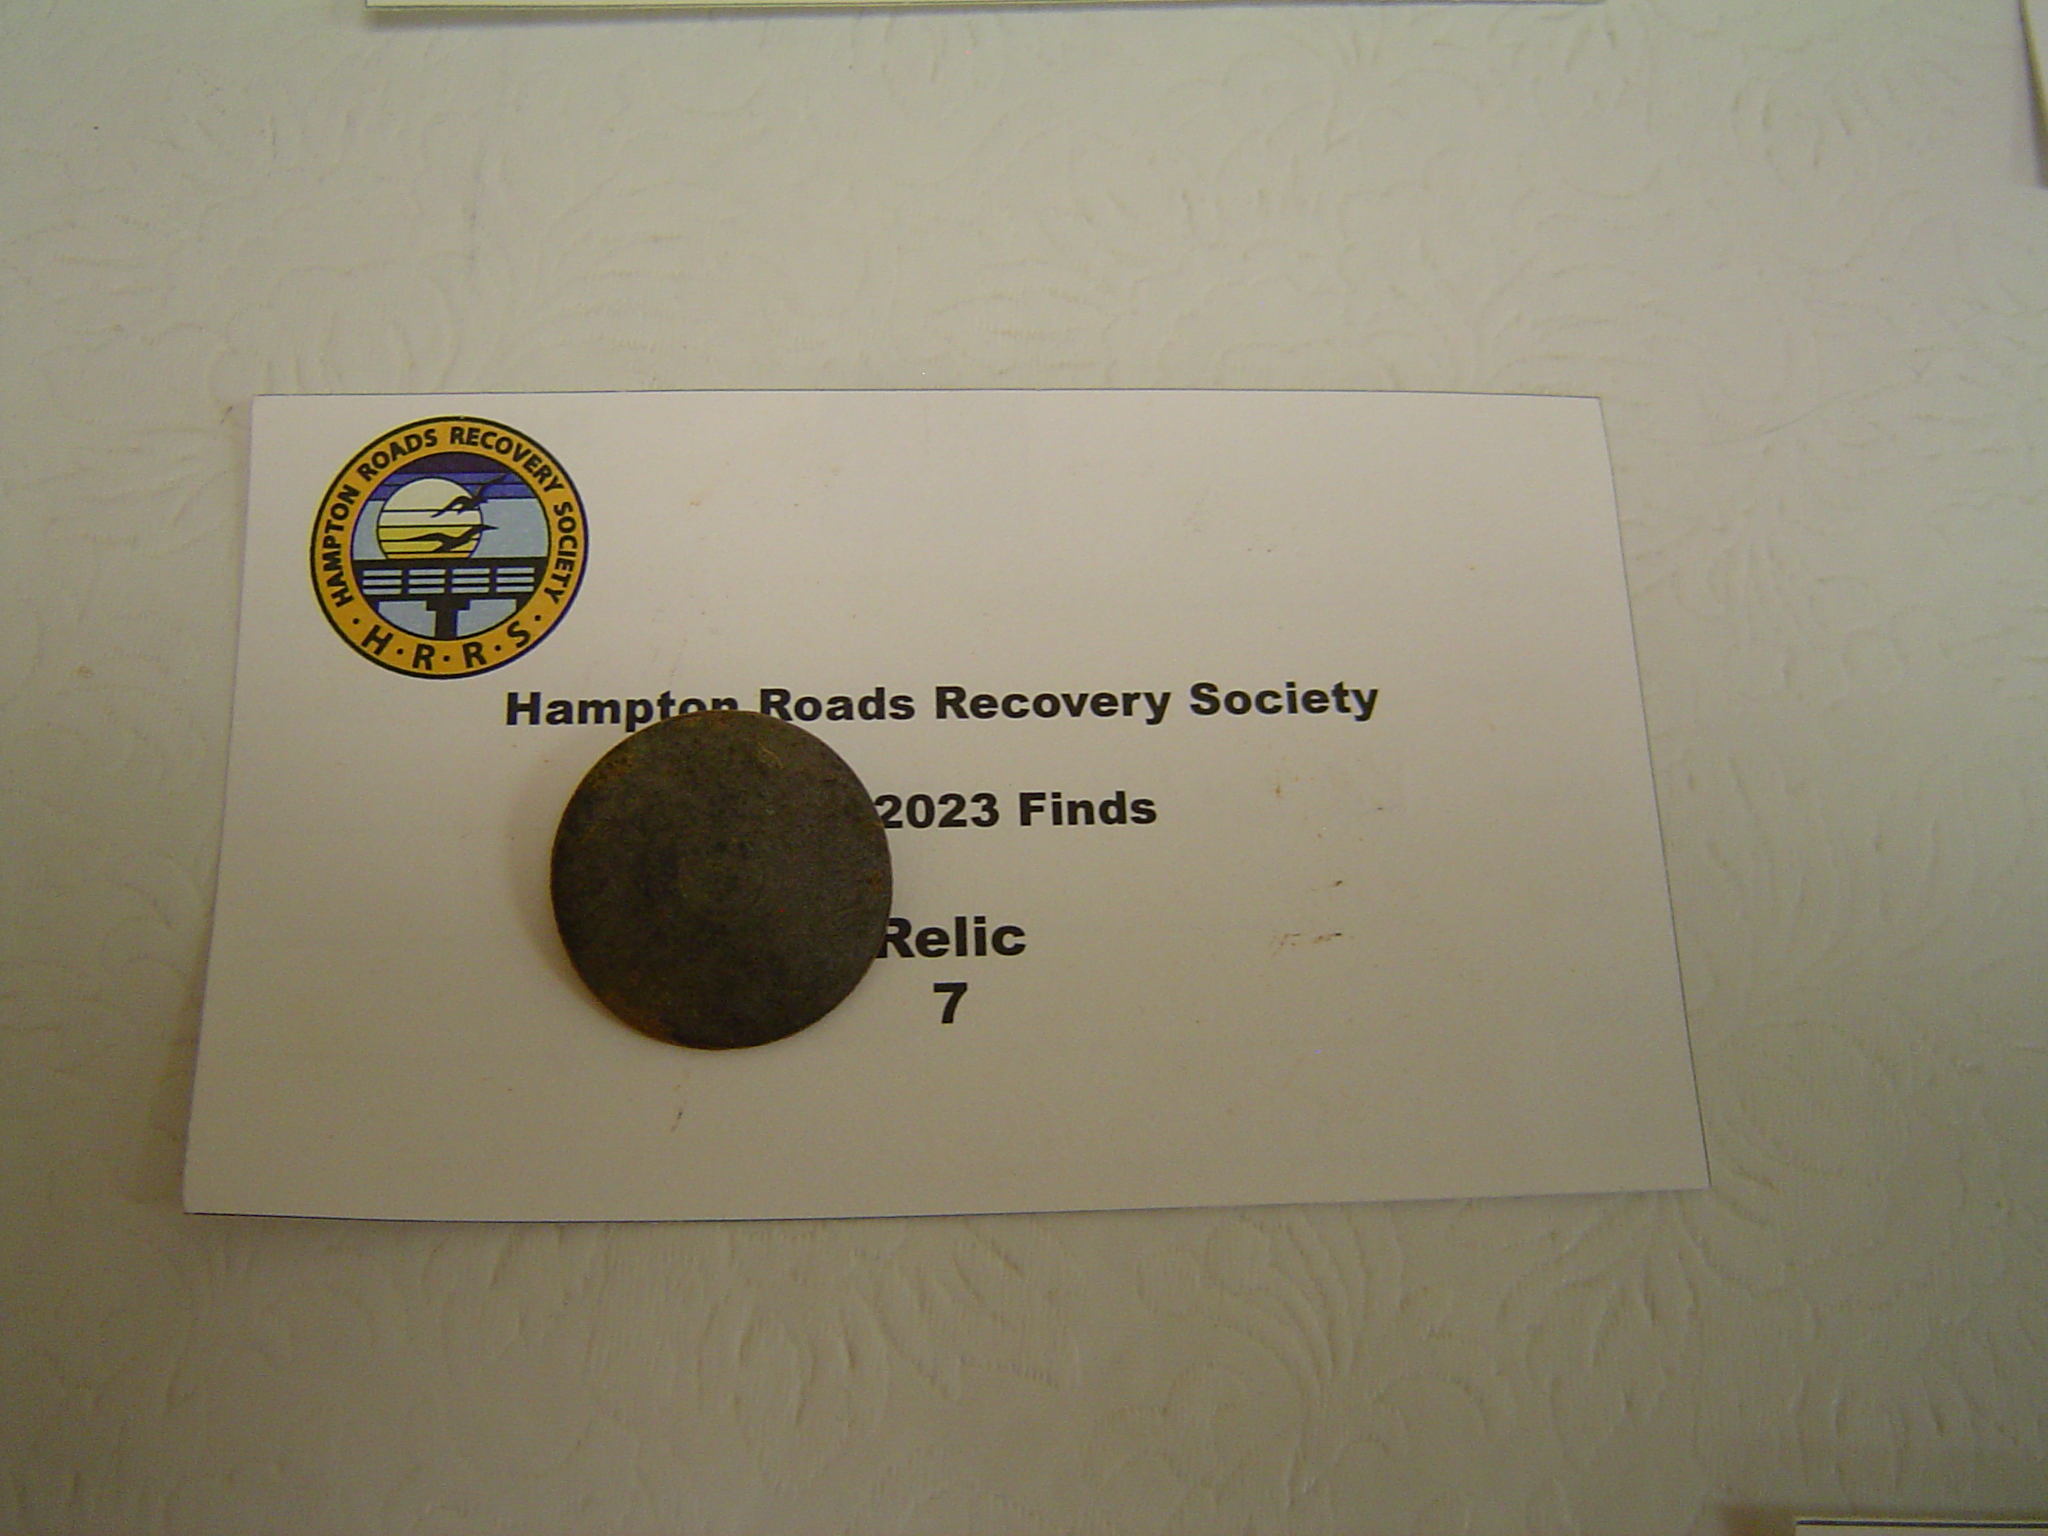 HAMPTON ROADS RECOVERY SOCIETY
· H · R · R · S ·
Hampton Roads Recovery Society
2023 Finds
Relic
7